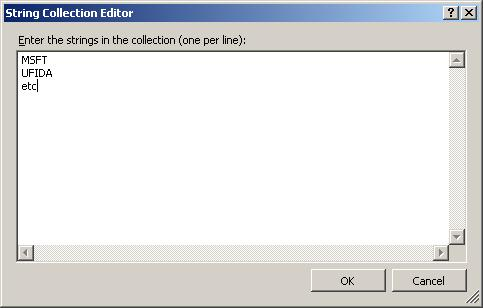 String Collection Editor
Enter the strings in the collection (one per line):
MSFT
UFIDA
etc
OK
Cancel